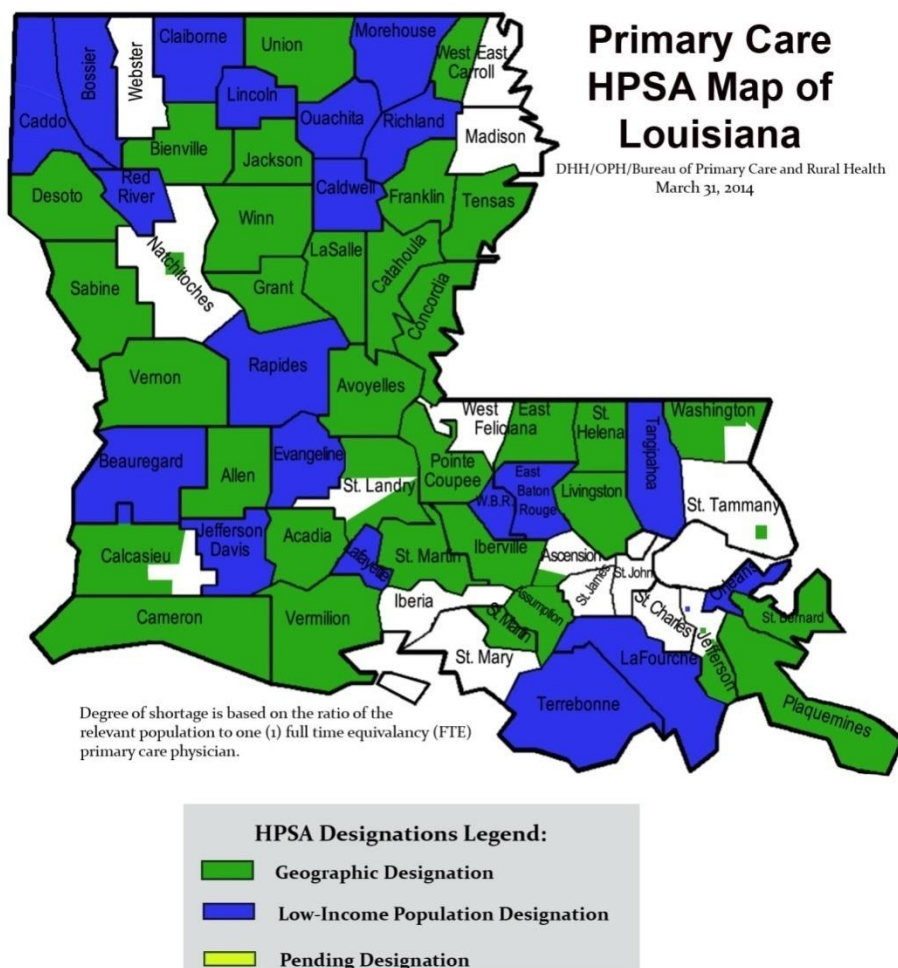 Primary Care
HPSA Map of
Louisiana
DHH/OPH/Bureau of Primary Care and Rural Health
March 31, 2014
Caddo
Bossier
Webster
Claiborne
Union
Morehouse
West
East
Carroll
Lincoln
Ouachita
Richland
Madison
Bienville
Jackson
Desoto
Red
River
Caldwell
Franklin
Tensas
Winn
Natchitoches
LaSalle
Catahoula
Sabine
Grant
Concordia
Vernon
Rapides
Avoyelles
West
Feliciana
East
St.
Helena
Tangipahoa
Washington
Beauregard
Allen
Evangeline
St. Landry
Pointe
Coupee
W.B.R.
East
Baton
Rouge
Livingston
St. Tammany
Calcasieu
Jefferson
Davis
Acadia
Lafayette
St. Martin
Iberville
Ascension
St. James
St. John
Orleans
Cameron
Vermilion
Iberia
St. Martin
Assumption
St. Charles
Jefferson
St. Bernard
St. Mary
LaFourche
Terrebonne
Plaquemines
Degree of shortage is based on the ratio of the
relevant population to one (1) full time equivalency (FTE)
primary care physician.
HPSA Designations Legend:
Geographic Designation
Low-Income Population Designation
Pending Designation